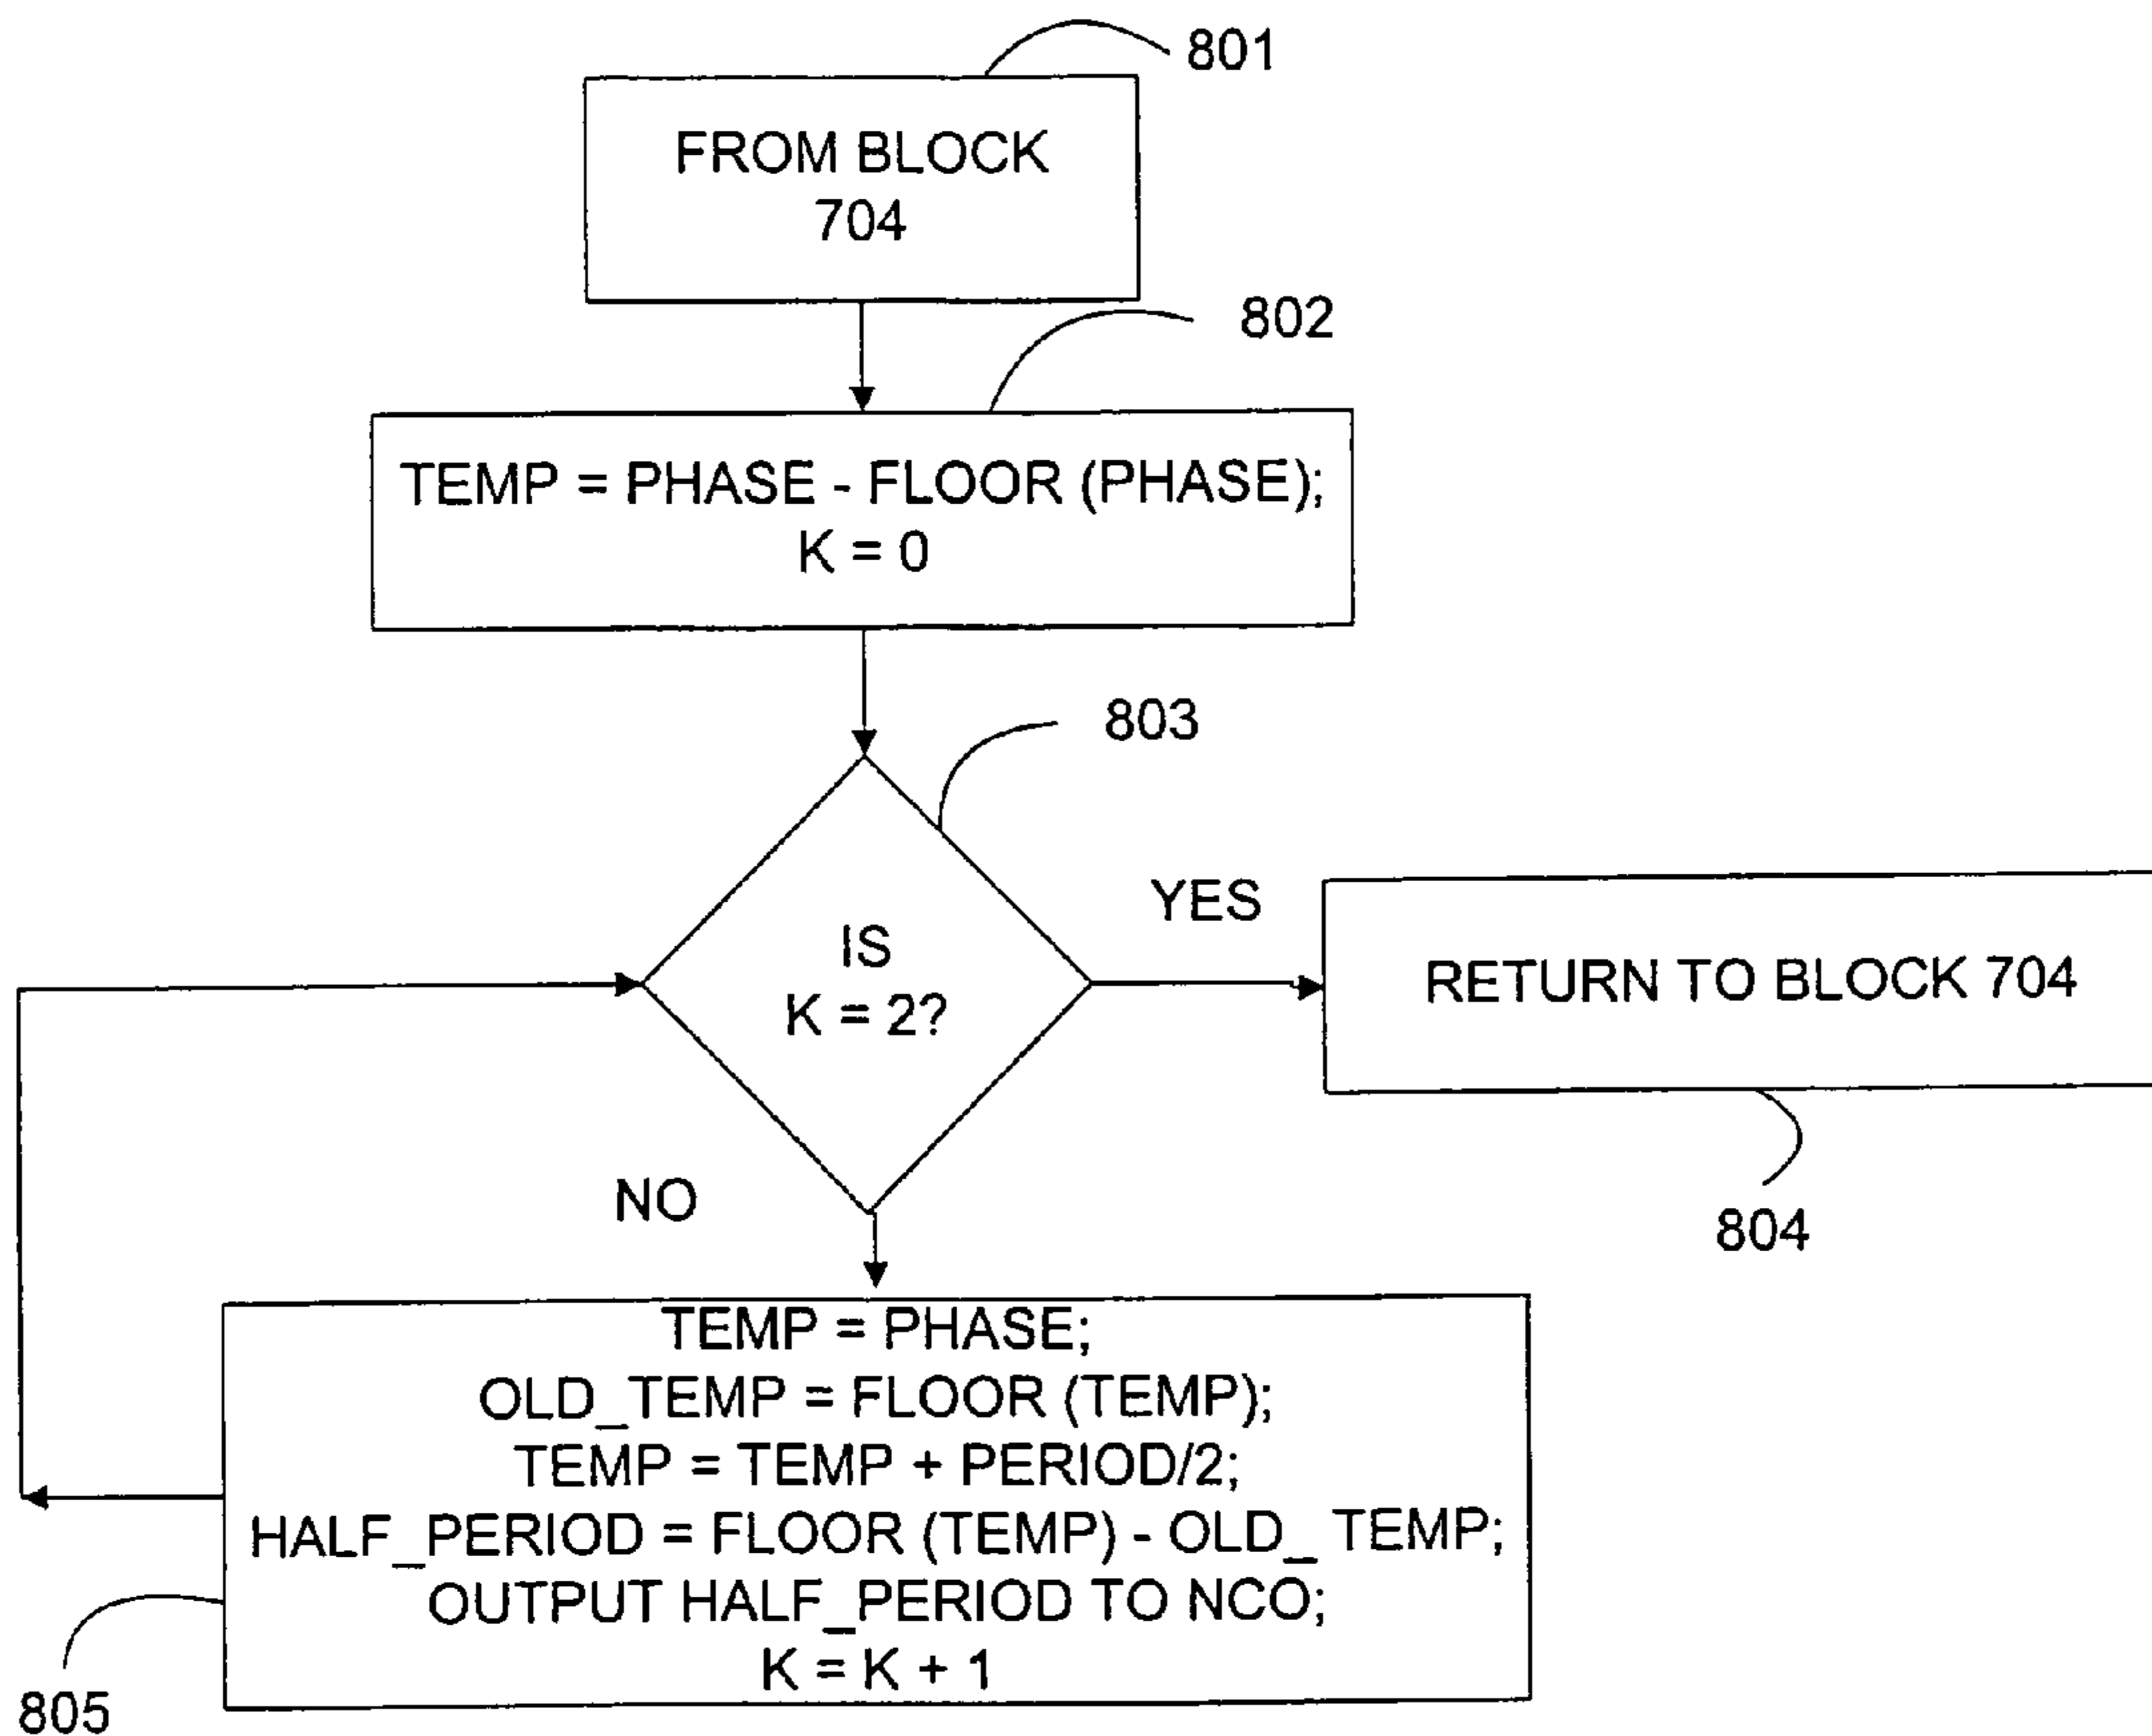 801
FROM BLOCK
704
802
TEMP = PHASE - FLOOR (PHASE);
K = 0
803
IS
K = 2?
YES
RETURN TO BLOCK 704
804
NO
TEMP = PHASE;
OLD_TEMP = FLOOR (TEMP);
TEMP = TEMP + PERIOD/2;
HALF_PERIOD = FLOOR (TEMP) - OLD_ TEMP;
OUTPUT HALF_PERIOD TO NCO;
K = K + 1
805